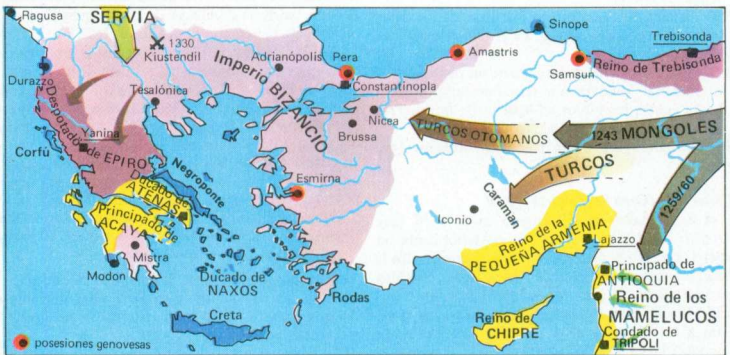 Ragusa
SERVIA
1330
Kiustendil
Adrianópolis
Pera
Amastris
Sinope
Trebisonda
Samsun
Reino de Trebisonda
Durazzo
Imperio BIZANCIO
Constantinopla
Tesalónica
Nicea
Brussa
TURCOS OTOMANOS
1243 MONGOLES
Despotado de EPIRO
Yanina
Corfú
TURCOS
1259/60
Negroponte
Ducado de
ATENAS
Esmirna
Caraman
Iconio
Principado de
ACAYA
Reino de la
PEQUEÑA ARMENIA
Lajazzo
Mistra
Modon
Ducado de
NAXOS
Rodas
Principado de
ANTIOQUIA
Reino de los
MAMELUCOS
Creta
Reino de
CHIPRE
Condado de
TRIPOLI
posesiones genovesas